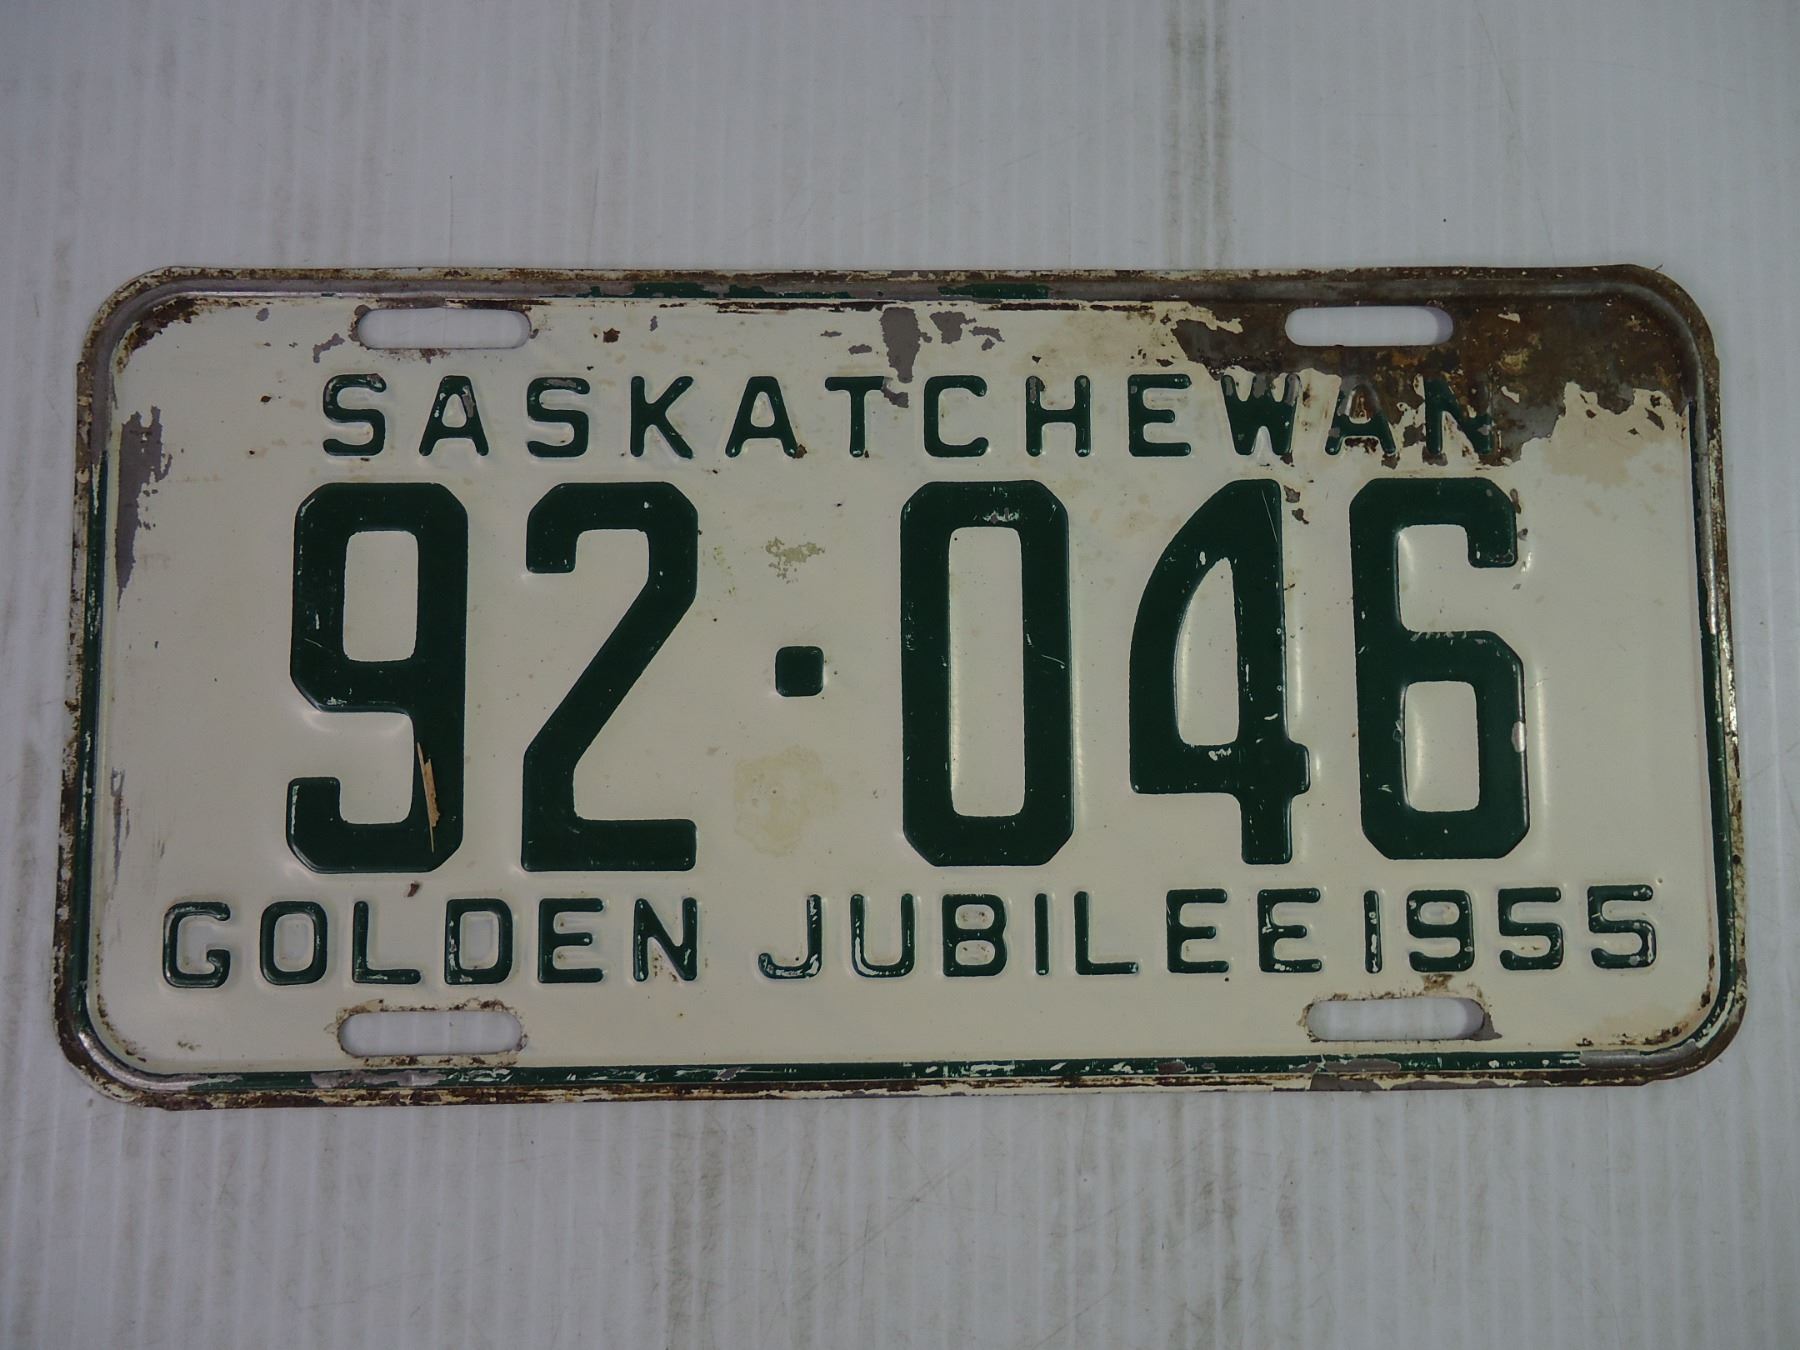 SASKATCHEWAN
92·046
GOLDEN JUBILEE 1955